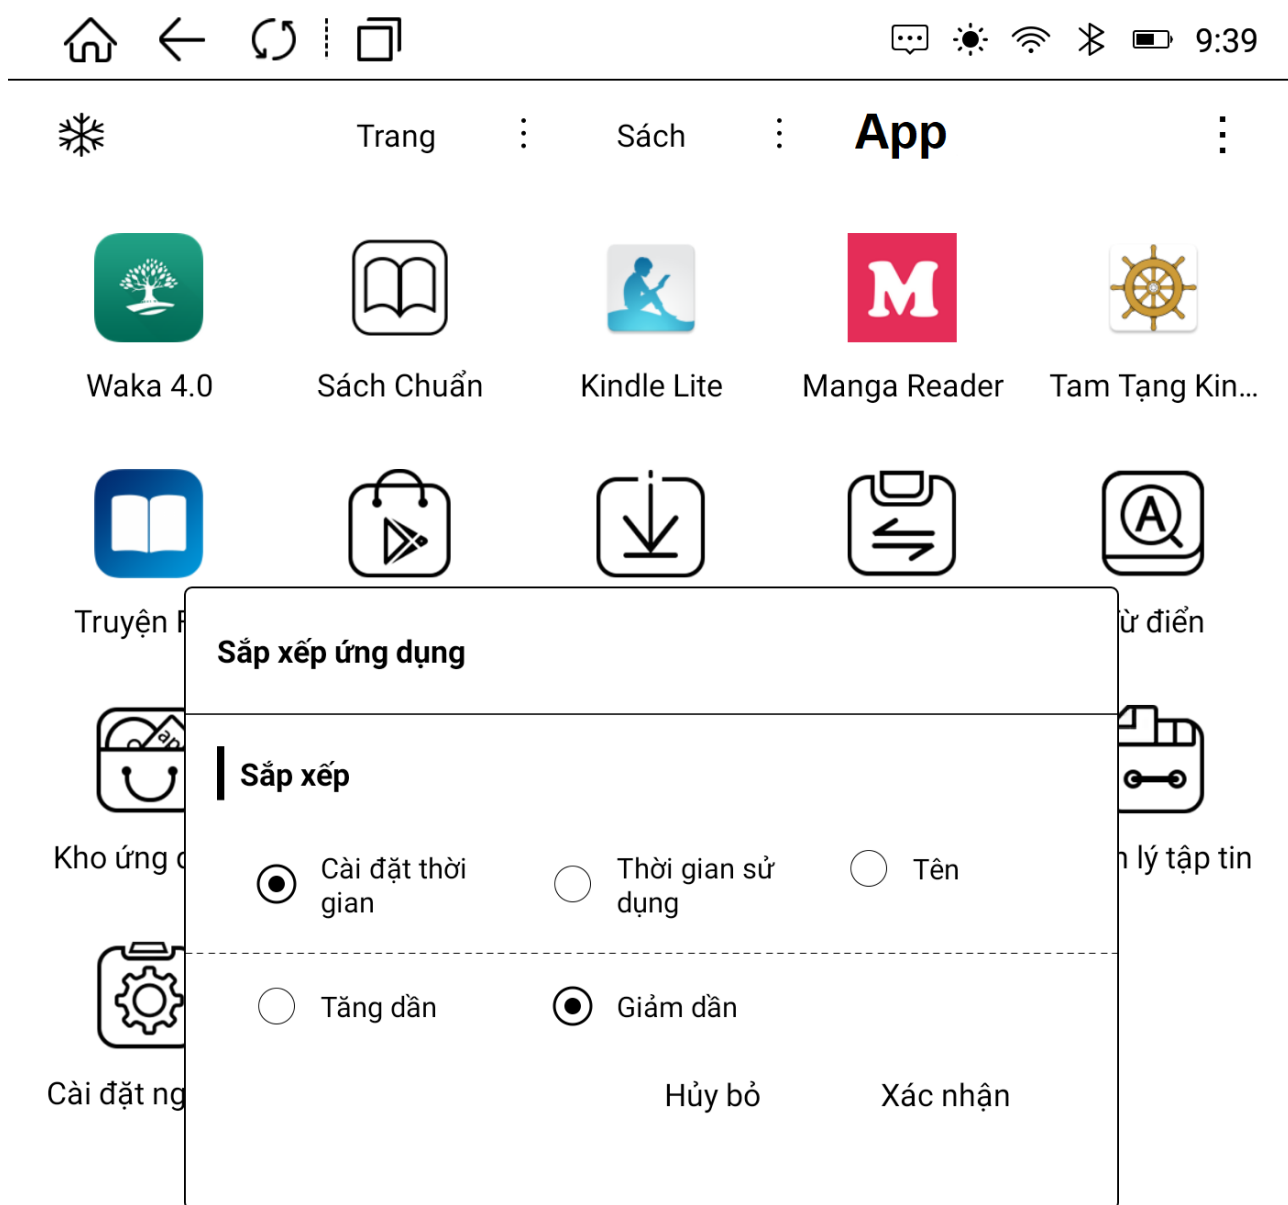 9:39
Trang
Sách
App
Waka 4.0
Sách Chuẩn
Kindle Lite
Manga Reader
Tam Tạng Kin...
Truyện
điển
Sắp xếp ứng dụng
Sắp xếp
Kho ứng
lý tập tin
Cài đặt thời
gian
Thời gian sử
dụng
Tên
Tăng dần
Giảm dần
Cài đặt ng
Hủy bỏ
Xác nhận